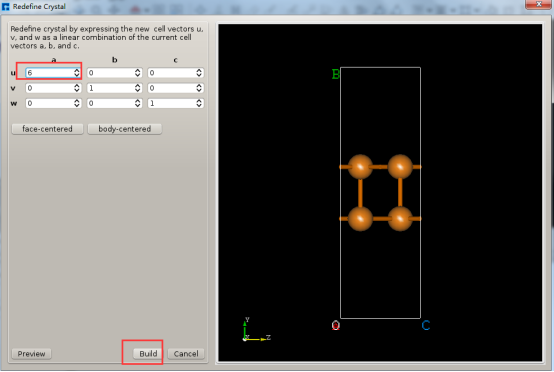 Redefine Crystal
Redefine crystal by expressing the new cell vectors u,
v, and w as a linear combination of the current cell
vectors a, b, and c.
a b c
u 6 0 0
v 0 1 0
w 0 0 1
face-centered body-centered
Preview Build Cancel
B
O C
Y
Z